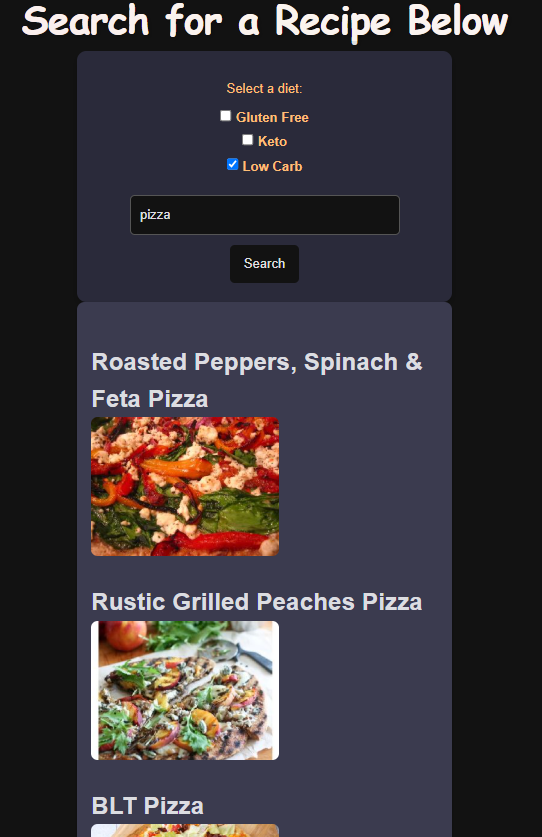 Search for a Recipe Below
Select a diet:
Gluten Free
Keto
Low Carb
pizza
Search
Roasted Peppers, Spinach &
Feta Pizza
Rustic Grilled Peaches Pizza
BLT Pizza